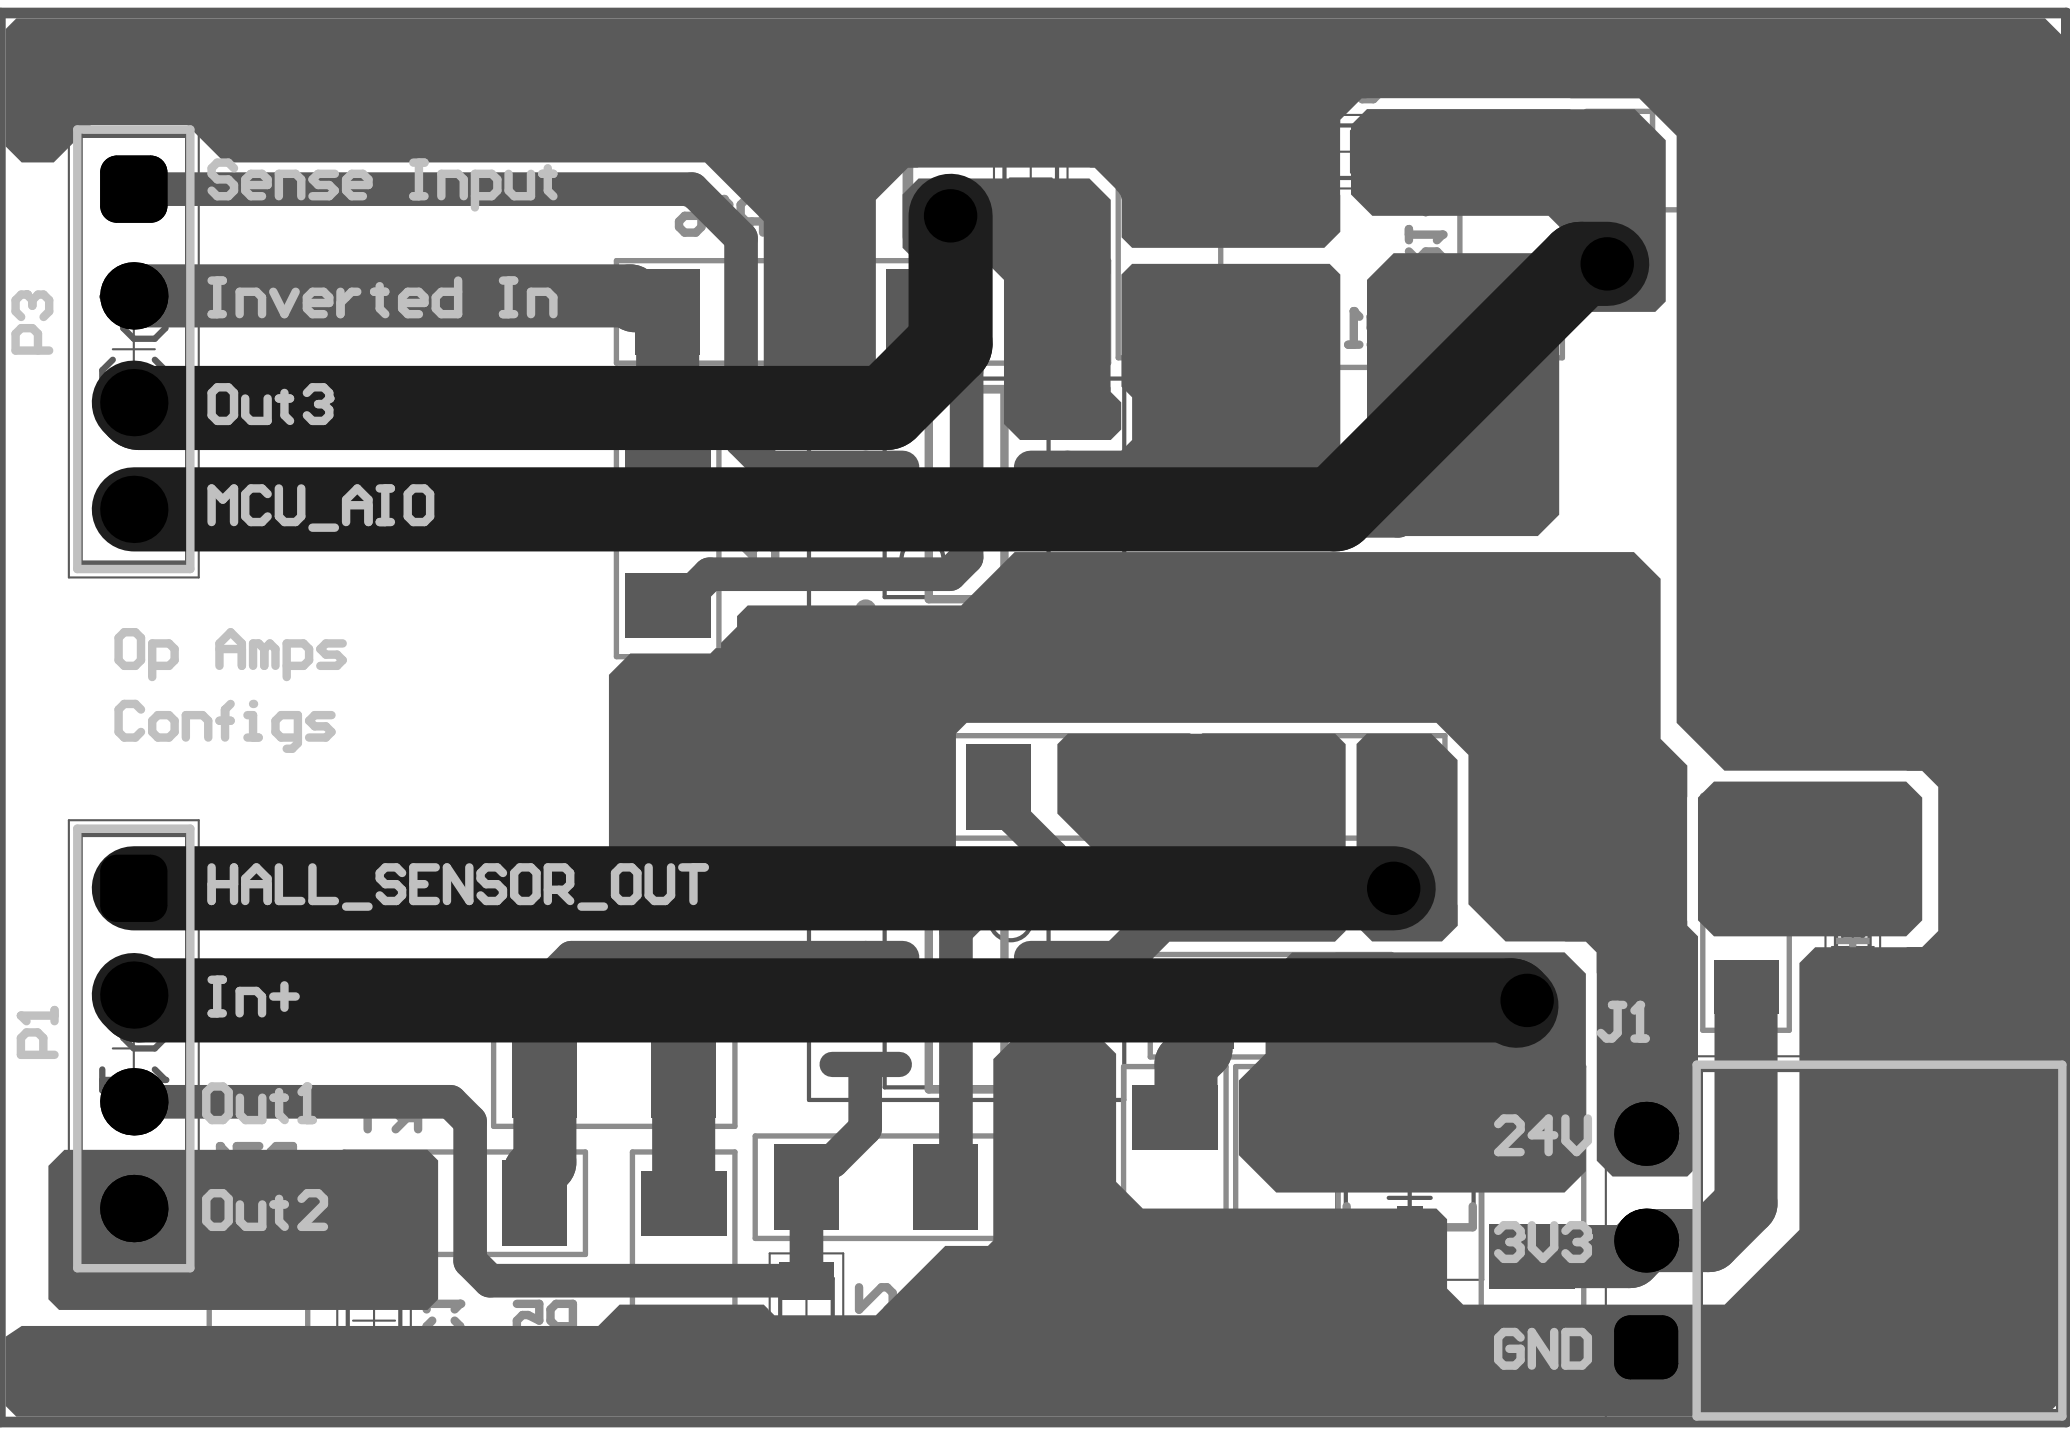 Sense Input
Inverted In
P3
Out3
MCU_AIO
Op Amps
Configs
HALL_SENSOR_OUT
In+
P1
J1
Out1
24V
Out2
3V3
GND